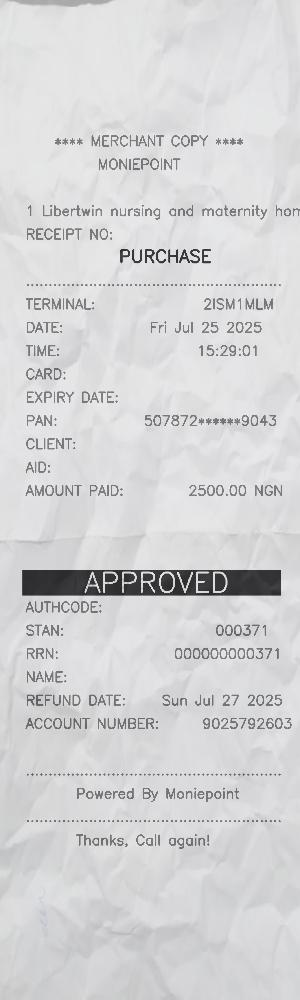 **** MERCHANT COPY ****
MONIEPOINT
1 Libertwin nursing and maternity hom
RECEIPT NO:
PURCHASE
TERMINAL: 2ISM1MLM
DATE: Fri Jul 25 2025
TIME: 15:29:01
CARD:
EXPIRY DATE:
PAN: 507872******9043
CLIENT:
AID:
AMOUNT PAID: 2500.00 NGN
APPROVED
AUTHCODE:
STAN: 000371
RRN: 000000000371
NAME:
REFUND DATE: Sun Jul 27 2025
ACCOUNT NUMBER: 9025792603
Powered By Moniepoint
Thanks, Call again!